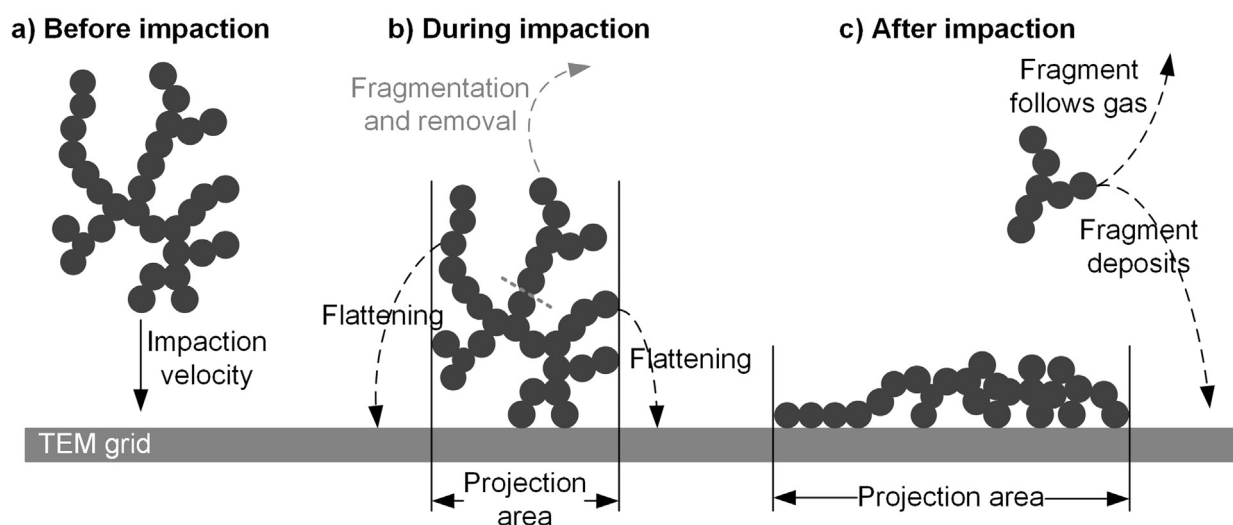 a) Before impaction
Impaction
velocity
TEM grid
b) During impaction
Fragmentation
and removal
Flattening
Flattening
Projection
area
c) After impaction
Fragment
follows gas
Fragment
deposits
Projection area